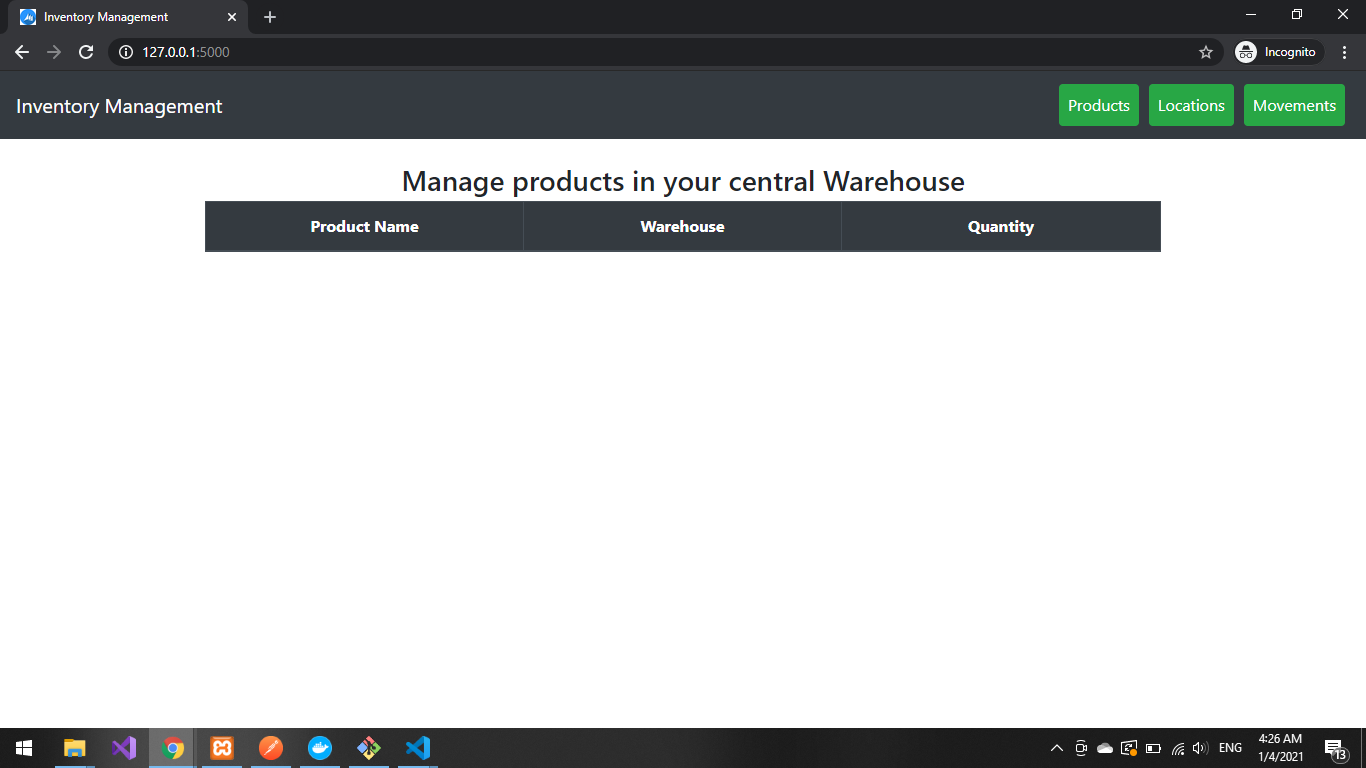 Inventory Management
127.0.0.1:5000
Incognito
Inventory Management
Products Locations Movements
Manage products in your central Warehouse
Product Name Warehouse Quantity
ENG
4:26 AM
1/4/2021
13